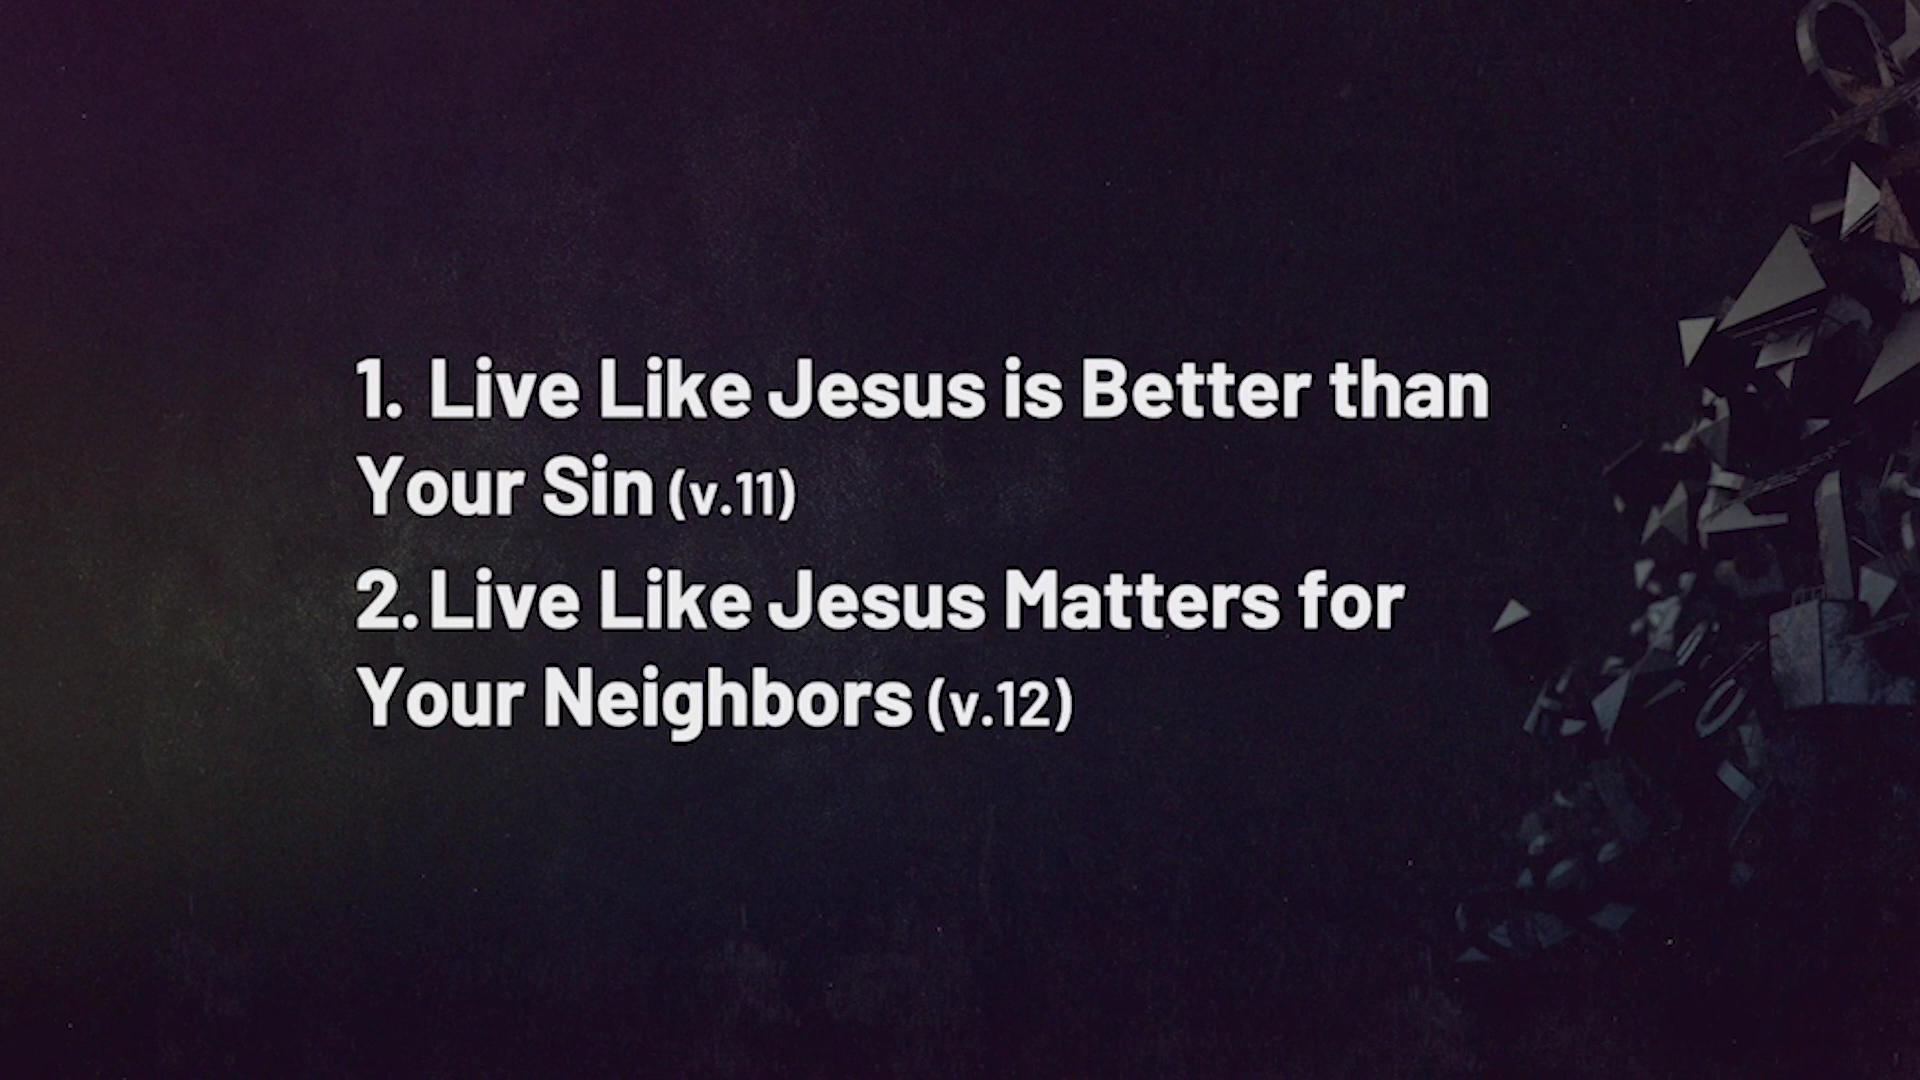 1. Live Like Jesus is Better than
Your Sin (v.11)
2. Live Like Jesus Matters for
Your Neighbors (v.12)